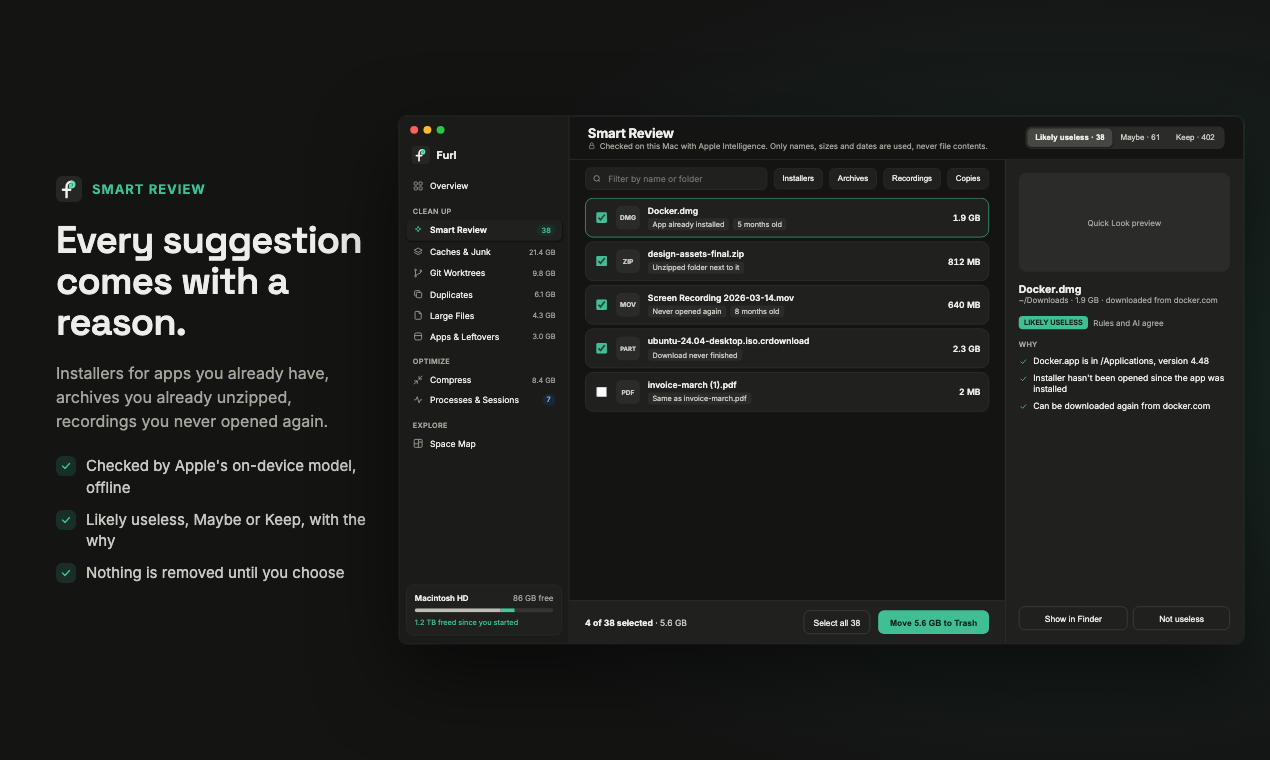 SMART REVIEW
Every suggestion
comes with a
reason.
Installers for apps you already have,
archives you already unzipped,
recordings you never opened again.
Checked by Apple's on-device model,
offline
Likely useless, Maybe or Keep, with the
why
Nothing is removed until you choose
Furl
Overview
CLEAN UP
Smart Review 38
Caches & Junk 21.4 GB
Git Worktrees 9.8 GB
Duplicates 6.1 GB
Large Files 4.3 GB
Apps & Leftovers 3.0 GB
OPTIMIZE
Compress 8.4 GB
Processes & Sessions 7
EXPLORE
Space Map
Macintosh HD 86 GB free
1.2 TB freed since you started
Smart Review
Checked on this Mac with Apple Intelligence. Only names, sizes and dates are used, never file contents.
Likely useless · 38 Maybe · 61 Keep · 402
Filter by name or folder Installers Archives Recordings Copies
DMG Docker.dmg 1.9 GB
App already installed 5 months old
ZIP design-assets-final.zip 812 MB
Unzipped folder next to it
MOV Screen Recording 2026-03-14.mov 640 MB
Never opened again 8 months old
PART ubuntu-24.04-desktop.iso.crdownload 2.3 GB
Download never finished
PDF invoice-march (1).pdf 2 MB
Same as invoice-march.pdf
4 of 38 selected · 5.6 GB Select all 38 Move 5.6 GB to Trash
Quick Look preview
Docker.dmg
~/Downloads · 1.9 GB · downloaded from docker.com
LIKELY USELESS Rules and AI agree
WHY
Docker.app is in /Applications, version 4.48
Installer hasn't been opened since the app was
installed
Can be downloaded again from docker.com
Show in Finder Not useless